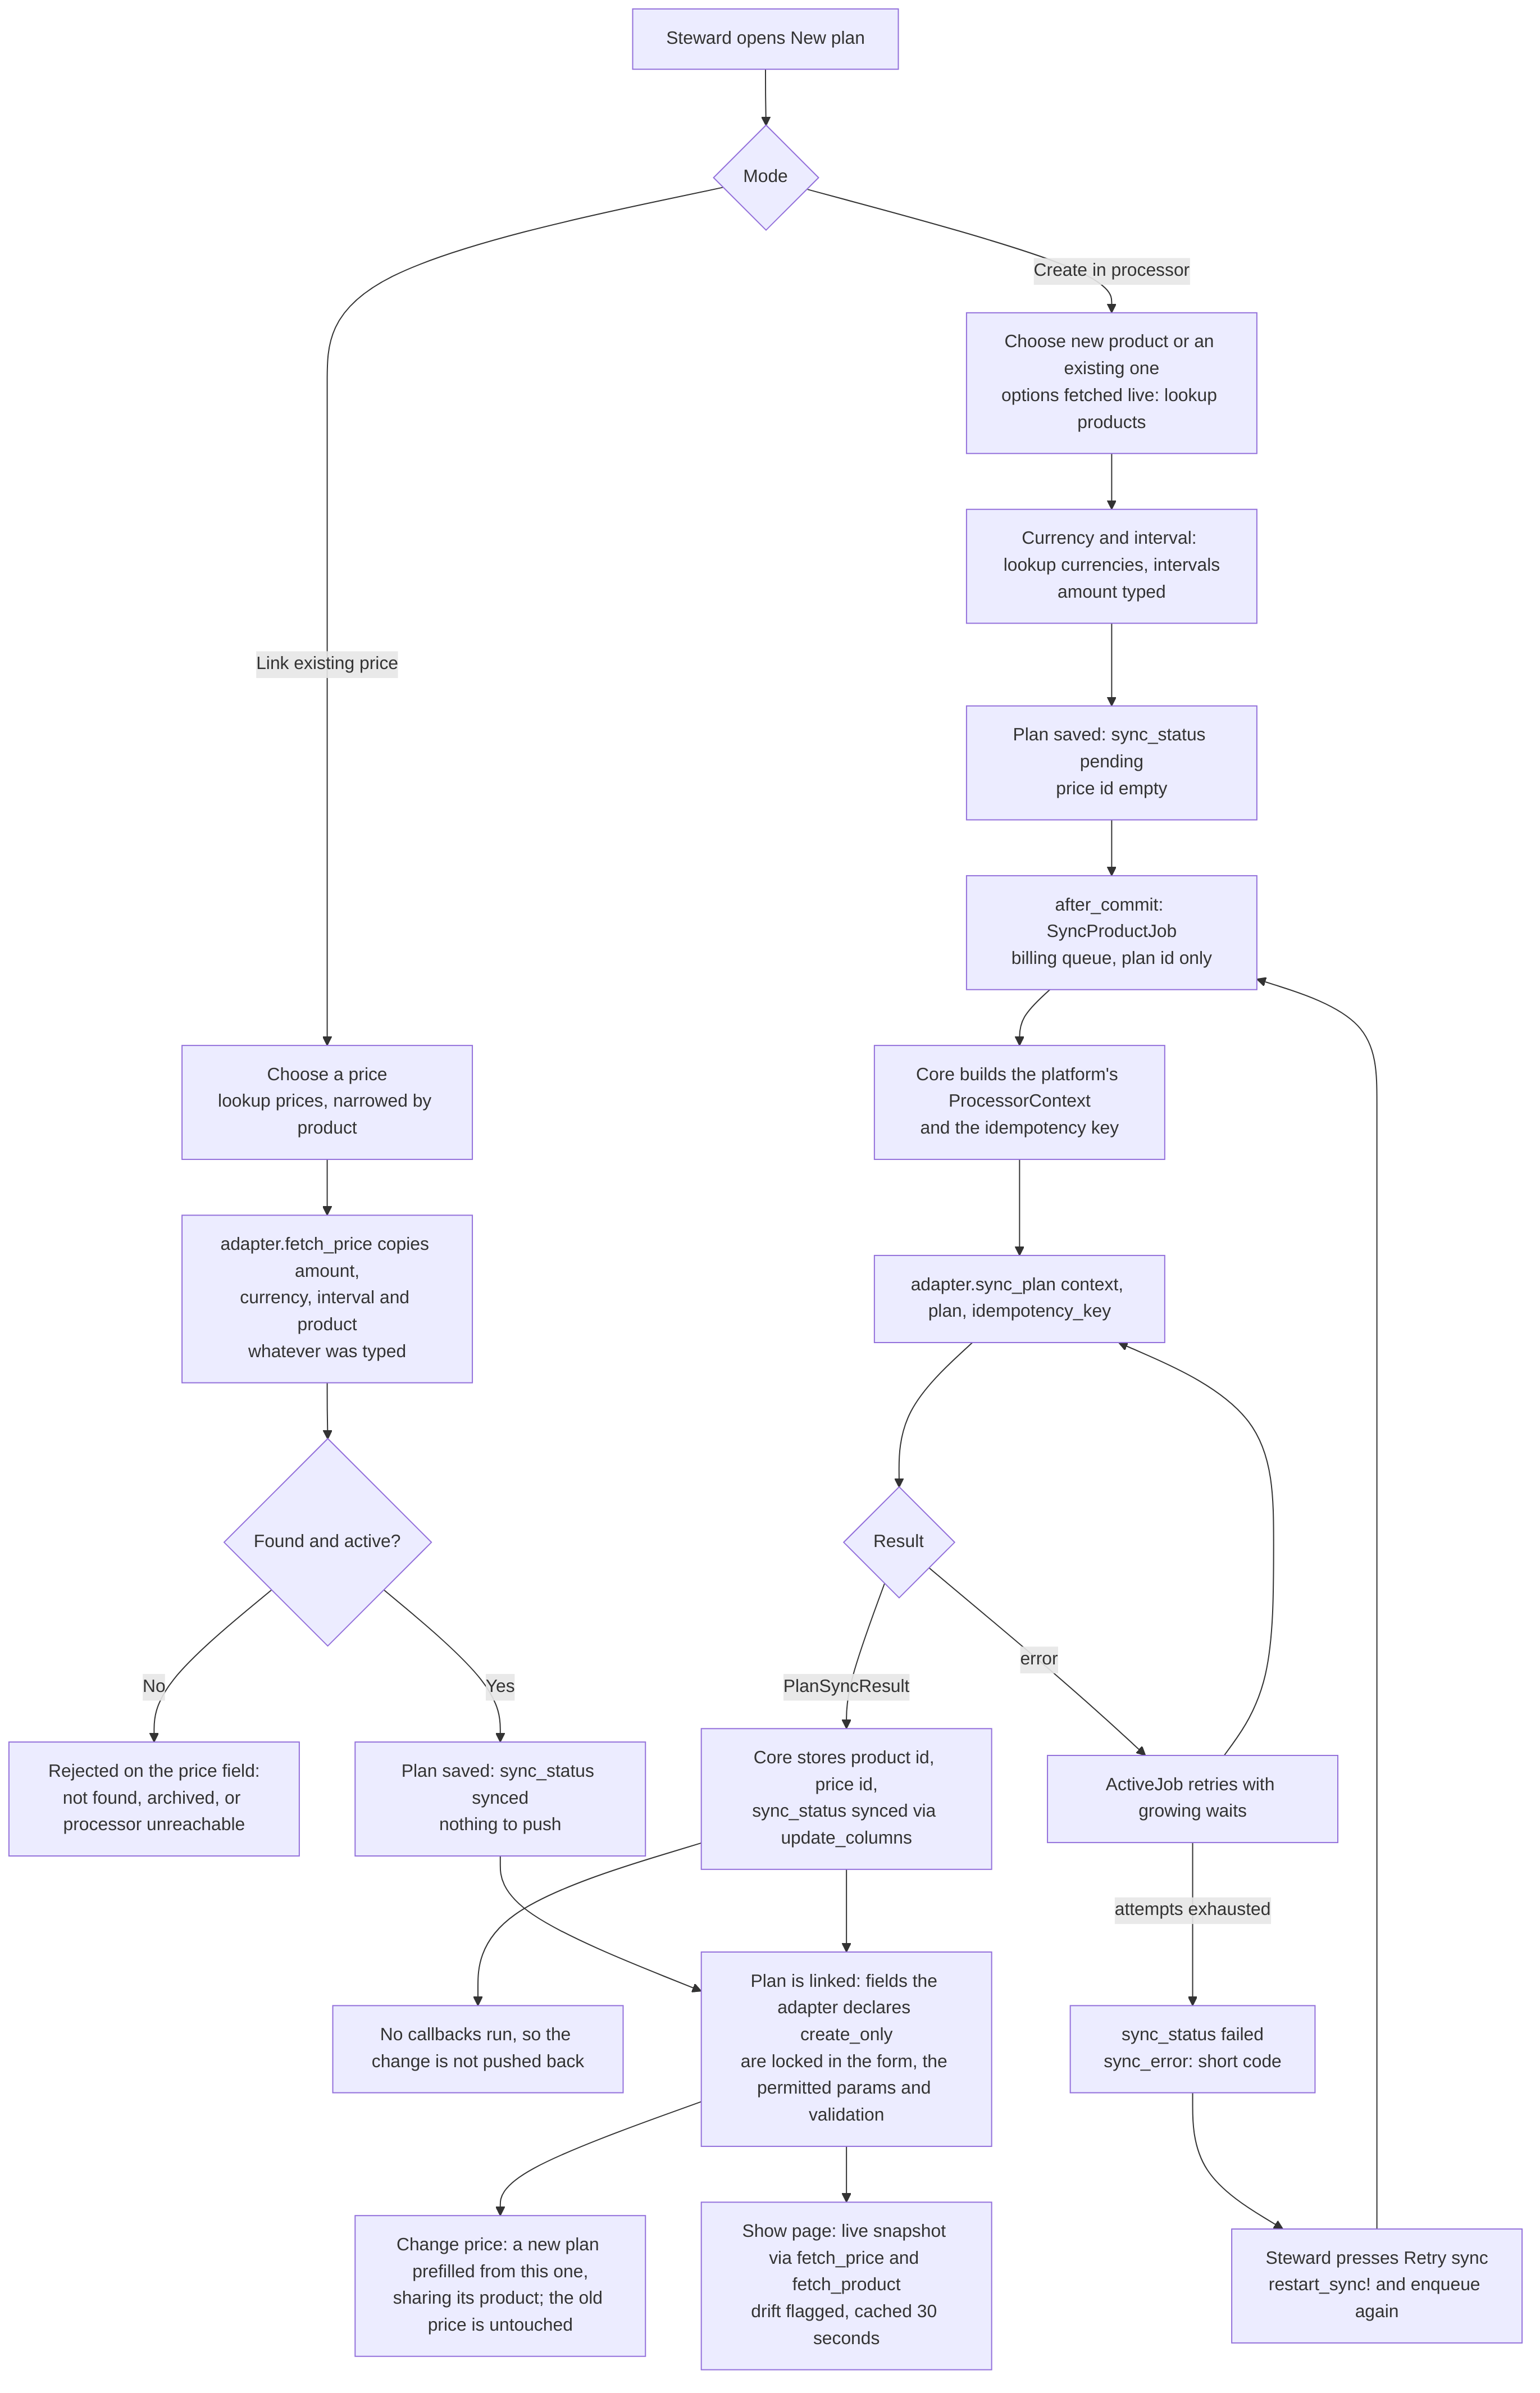 Steward opens New plan
Mode
Create in processor
Choose new product or an
existing one
options fetched live: lookup
products
Currency and interval:
lookup currencies, intervals
amount typed
Link existing price
Plan saved: sync_status
pending
price id empty
after_commit:
SyncProductJob
billing queue, plan id only
Choose a price
lookup prices, narrowed by
product
Core builds the platform's
ProcessorContext
and the idempotency key
adapter.fetch_price copies
amount,
currency, interval and
product
whatever was typed
adapter.sync_plan context,
plan, idempotency_key
Found and active?
Result
No
Yes
PlanSyncResult
error
Rejected on the price field:
not found, archived, or
processor unreachable
Plan saved: sync_status
synced
nothing to push
Core stores product id,
price id,
sync_status synced via
update_columns
ActiveJob retries with
growing waits
attempts exhausted
No callbacks run, so the
change is not pushed back
Plan is linked: fields the
adapter declares
create_only
are locked in the form, the
permitted params and
validation
sync_status failed
sync_error: short code
Change price: a new plan
prefilled from this one,
sharing its product; the old
price is untouched
Show page: live snapshot
via fetch_price and
fetch_product
drift flagged, cached 30
seconds
Steward presses Retry sync
restart_sync! and enqueue
again